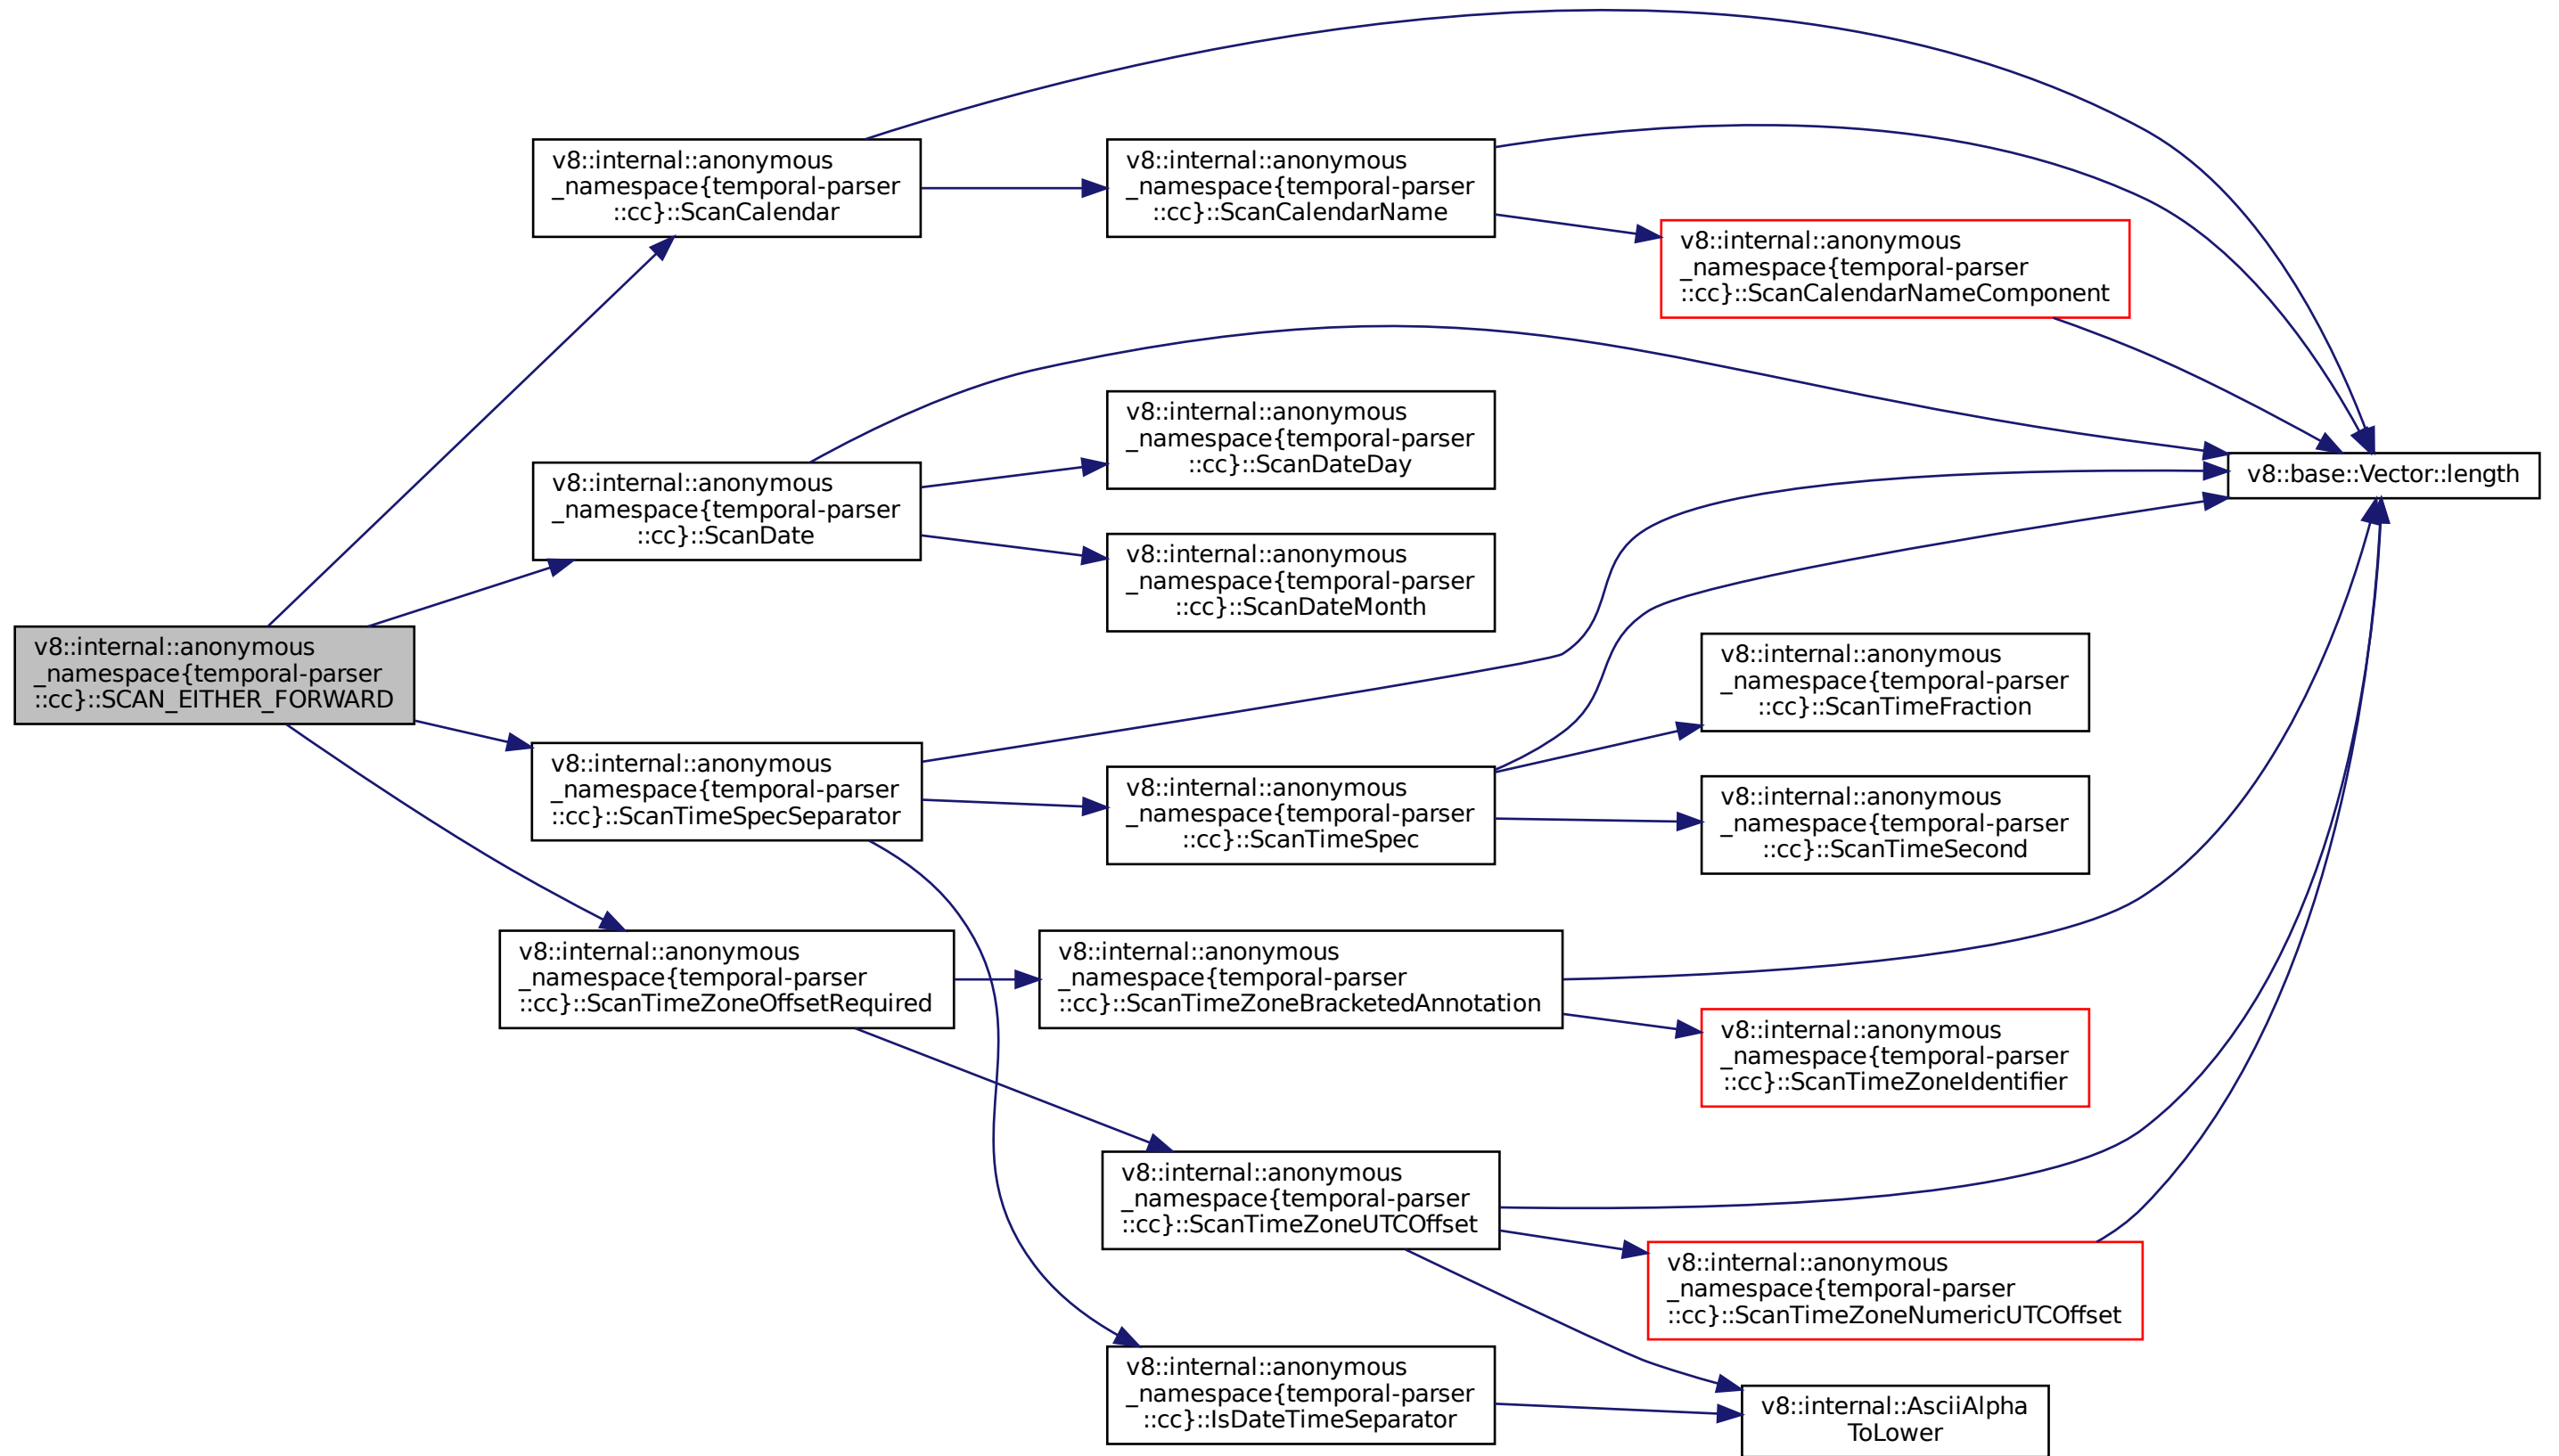 v8::internal::anonymous
_namespace{temporal-parser
::cc}::ScanCalendar
v8::internal::anonymous
_namespace{temporal-parser
::cc}::ScanCalendarName
v8::internal::anonymous
_namespace{temporal-parser
::cc}::ScanCalendarNameComponent
v8::internal::anonymous
_namespace{temporal-parser
::cc}::ScanDateDay
v8::internal::anonymous
_namespace{temporal-parser
::cc}::ScanDate
v8::base::Vector::length
v8::internal::anonymous
_namespace{temporal-parser
::cc}::ScanDateMonth
v8::internal::anonymous
_namespace{temporal-parser
::cc}::SCAN_EITHER_FORWARD
v8::internal::anonymous
_namespace{temporal-parser
::cc}::ScanTimeFraction
v8::internal::anonymous
_namespace{temporal-parser
::cc}::ScanTimeSpecSeparator
v8::internal::anonymous
_namespace{temporal-parser
::cc}::ScanTimeSpec
v8::internal::anonymous
_namespace{temporal-parser
::cc}::ScanTimeSecond
v8::internal::anonymous
_namespace{temporal-parser
::cc}::ScanTimeZoneOffsetRequired
v8::internal::anonymous
_namespace{temporal-parser
::cc}::ScanTimeZoneBracketedAnnotation
v8::internal::anonymous
_namespace{temporal-parser
::cc}::ScanTimeZoneIdentifier
v8::internal::anonymous
_namespace{temporal-parser
::cc}::ScanTimeZoneUTCOffset
v8::internal::anonymous
_namespace{temporal-parser
::cc}::ScanTimeZoneNumericUTCOffset
v8::internal::anonymous
_namespace{temporal-parser
::cc}::IsDateTimeSeparator
v8::internal::AsciiAlpha
ToLower